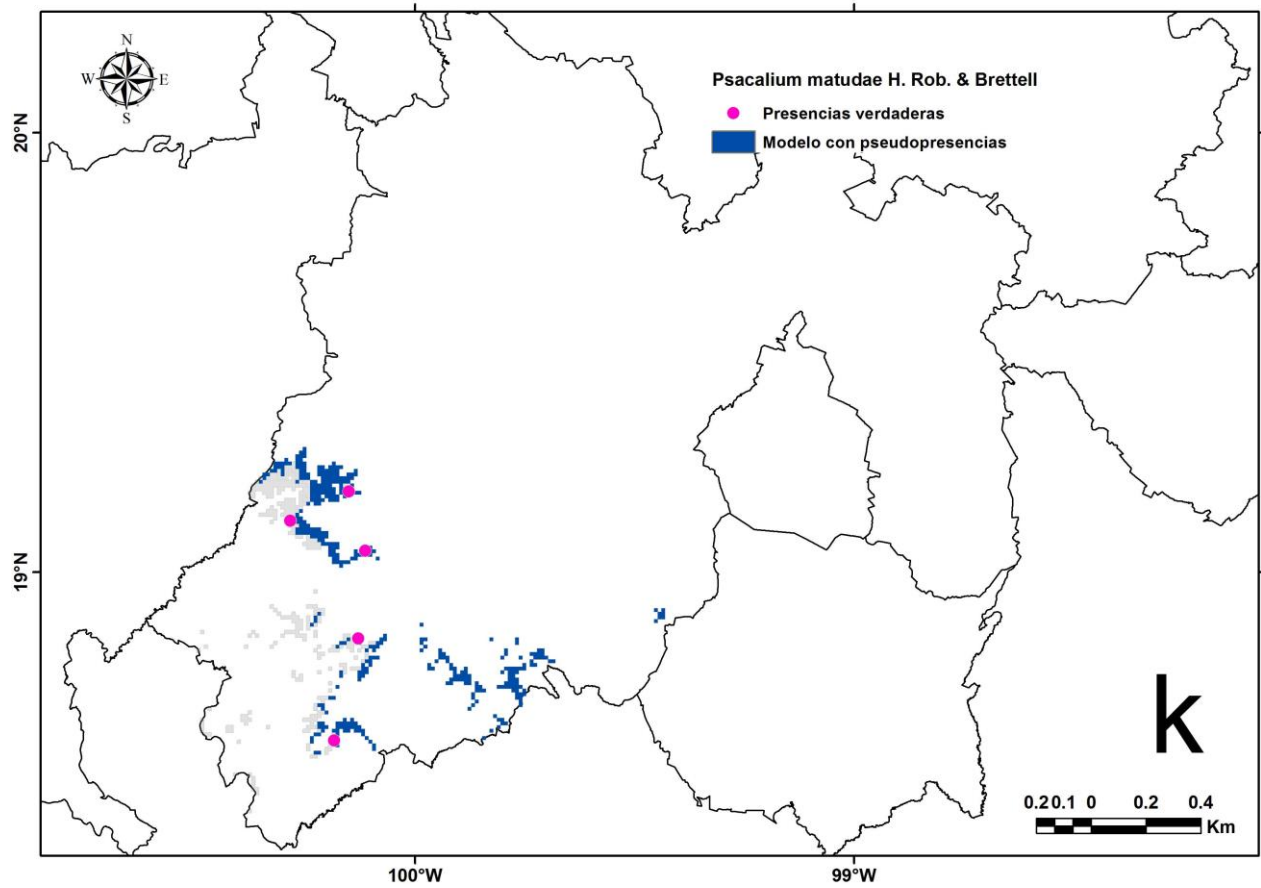 N
W E
S
Psacalium matudae H. Rob. & Brettell
Presencias verdaderas
Modelo con pseudopresencias
20°N
19°N
k
0.2 0.1 0 0.2 0.4
Km
100°W 99°W